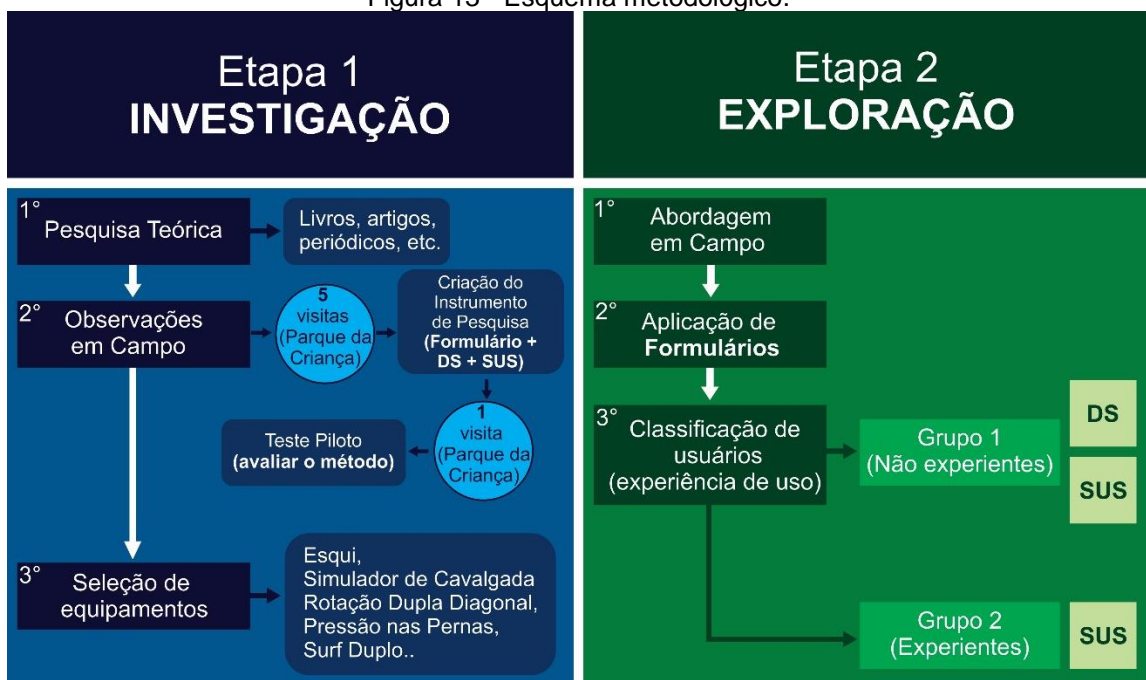 Figura 13 - Esquema metodológico.
Etapa 1
INVESTIGAÇÃO
1°
Pesquisa Teórica
Livros, artigos,
periódicos, etc.
2°
Observações
em Campo
5
visitas
(Parque da
Criança)
Criação do
Instrumento
de Pesquisa
(Formulário +
DS + SUS)
1
visita
(Parque da
Criança)
Teste Piloto
(avaliar o método)
3°
Seleção de
equipamentos
Esqui,
Simulador de Cavalgada
Rotação Dupla Diagonal,
Pressão nas Pernas,
Surf Duplo..
Etapa 2
EXPLORAÇÃO
1°
Abordagem
em Campo
2°
Aplicação de
Formulários
3°
Classificação de
usuários
(experiência de uso)
Grupo 1
(Não experientes)
DS
SUS
Grupo 2
(Experientes)
SUS